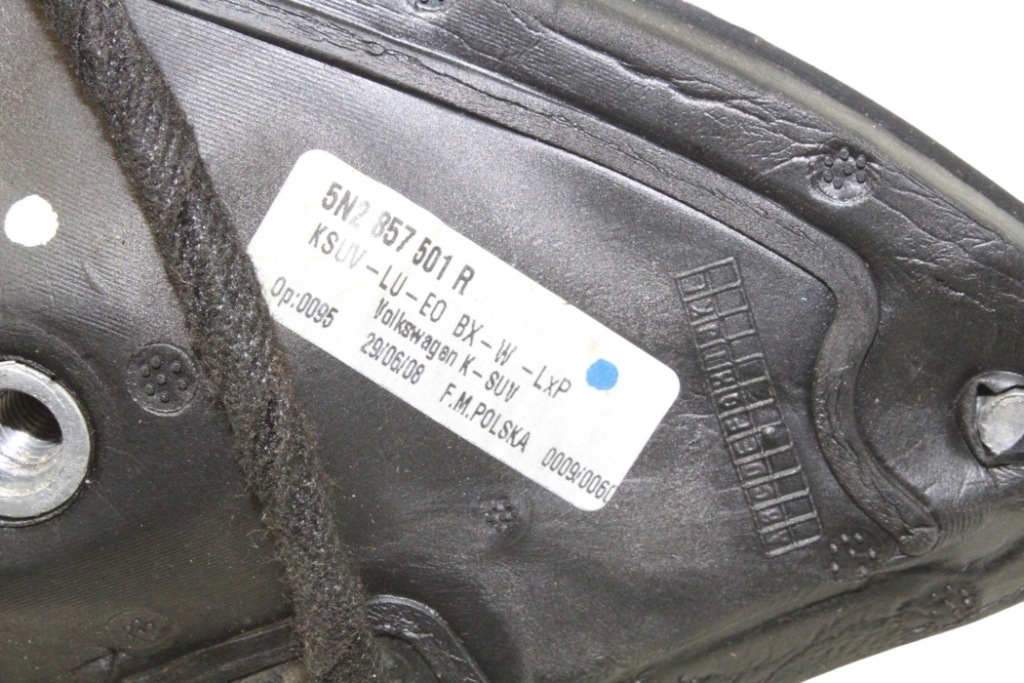 5N2 857 501 R
KSUV-LU-EO BX-W-LxP
Op:0095 Volkswagen K-SUV
29/06/08 F.M.POLSKA 0009/0060